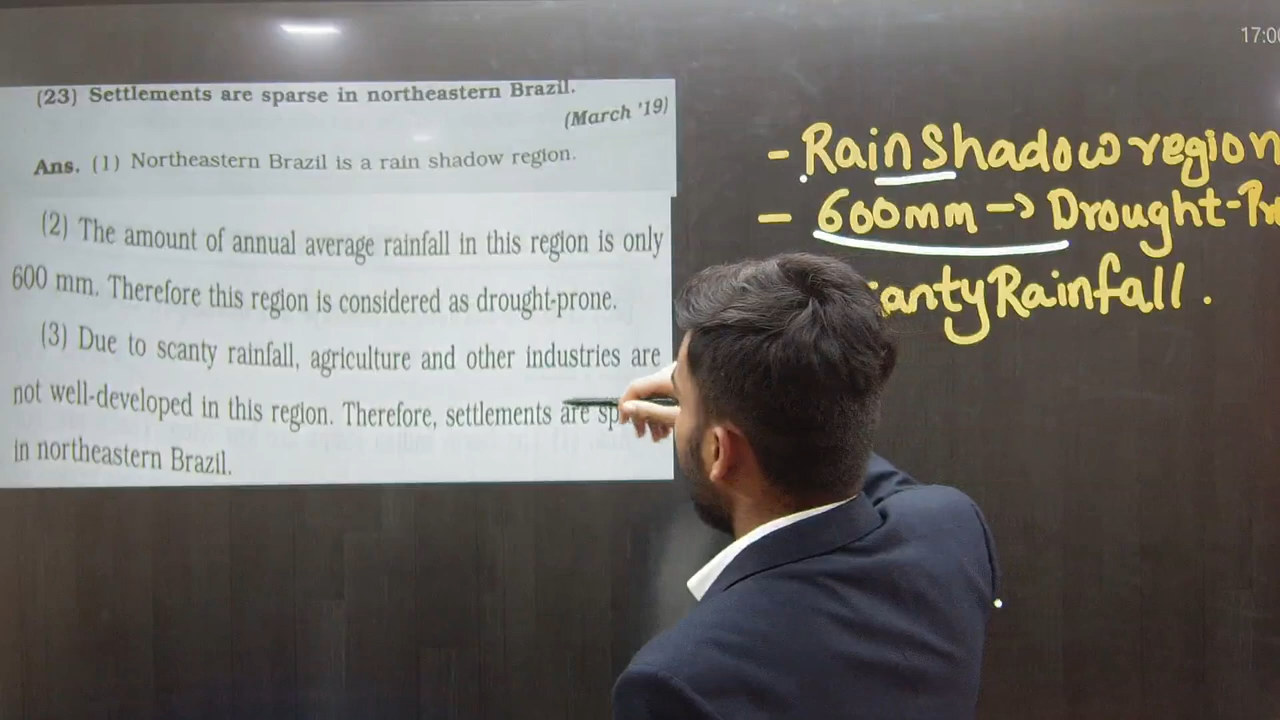 17:00
(23) Settlements are sparse in northeastern Brazil.
(March '19)
Ans. (1) Northeastern Brazil is a rain shadow region.
(2) The amount of annual average rainfall in this region is only
600 mm. Therefore this region is considered as drought-prone.
(3) Due to scanty rainfall, agriculture and other industries are
not well-developed in this region. Therefore, settlements are
in northeastern Brazil.
- Rain Shadow region
- 600mm → Drought-
Rainfall.